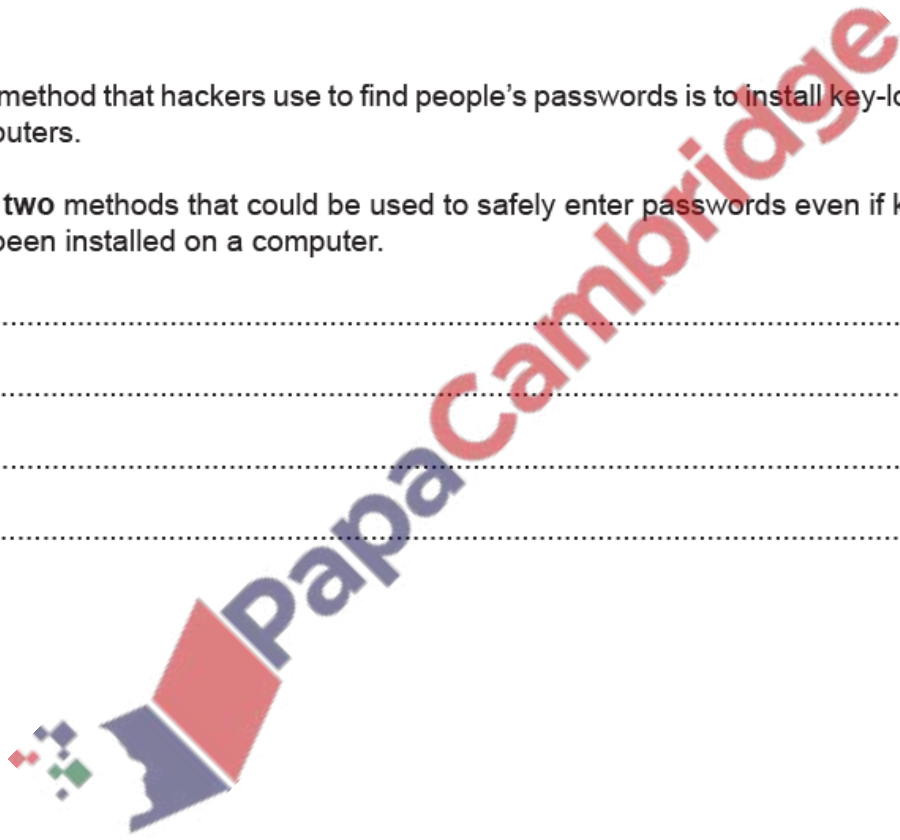 method that hackers use to find people's passwords is to install key-lo
outers.
two methods that could be used to safely enter passwords even if k
been installed on a computer.
PapaCambridge